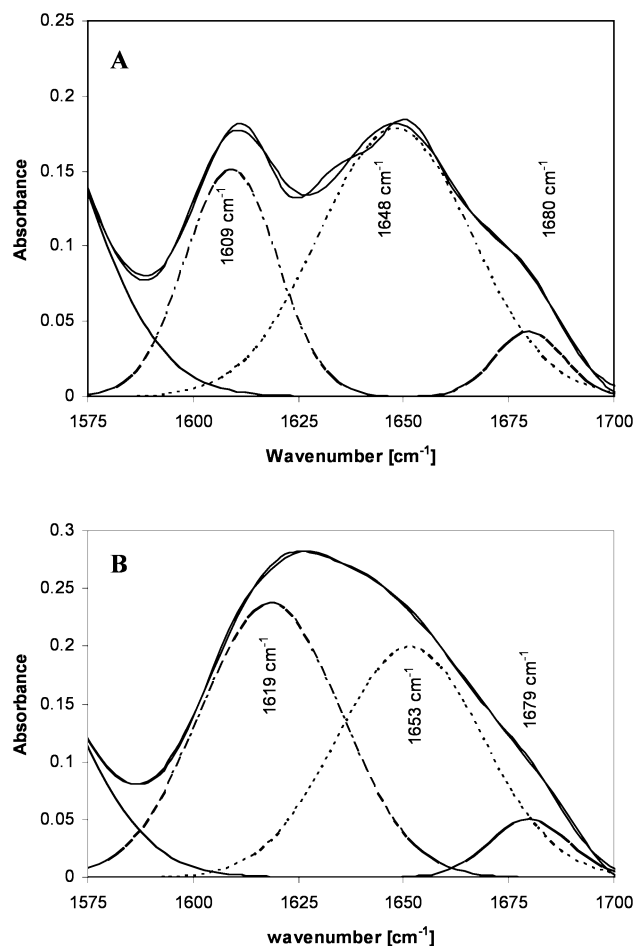 A
0.25
0.2
0.15
0.1
0.05
0
Absorbance
1609 cm⁻¹
1648 cm⁻¹
1680 cm⁻¹
1575 1600 1625 1650 1675 1700
Wavenumber [cm⁻¹]
B
0.3
0.25
0.2
0.15
0.1
0.05
0
Absorbance
1619 cm⁻¹
1653 cm⁻¹
1679 cm⁻¹
1575 1600 1625 1650 1675 1700
wavenumber [cm⁻¹]